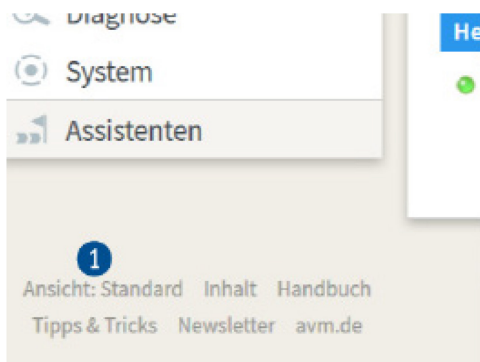 Diagnose
He
System
Assistenten
1
Ansicht: Standard Inhalt Handbuch
Tipps & Tricks Newsletter avm.de